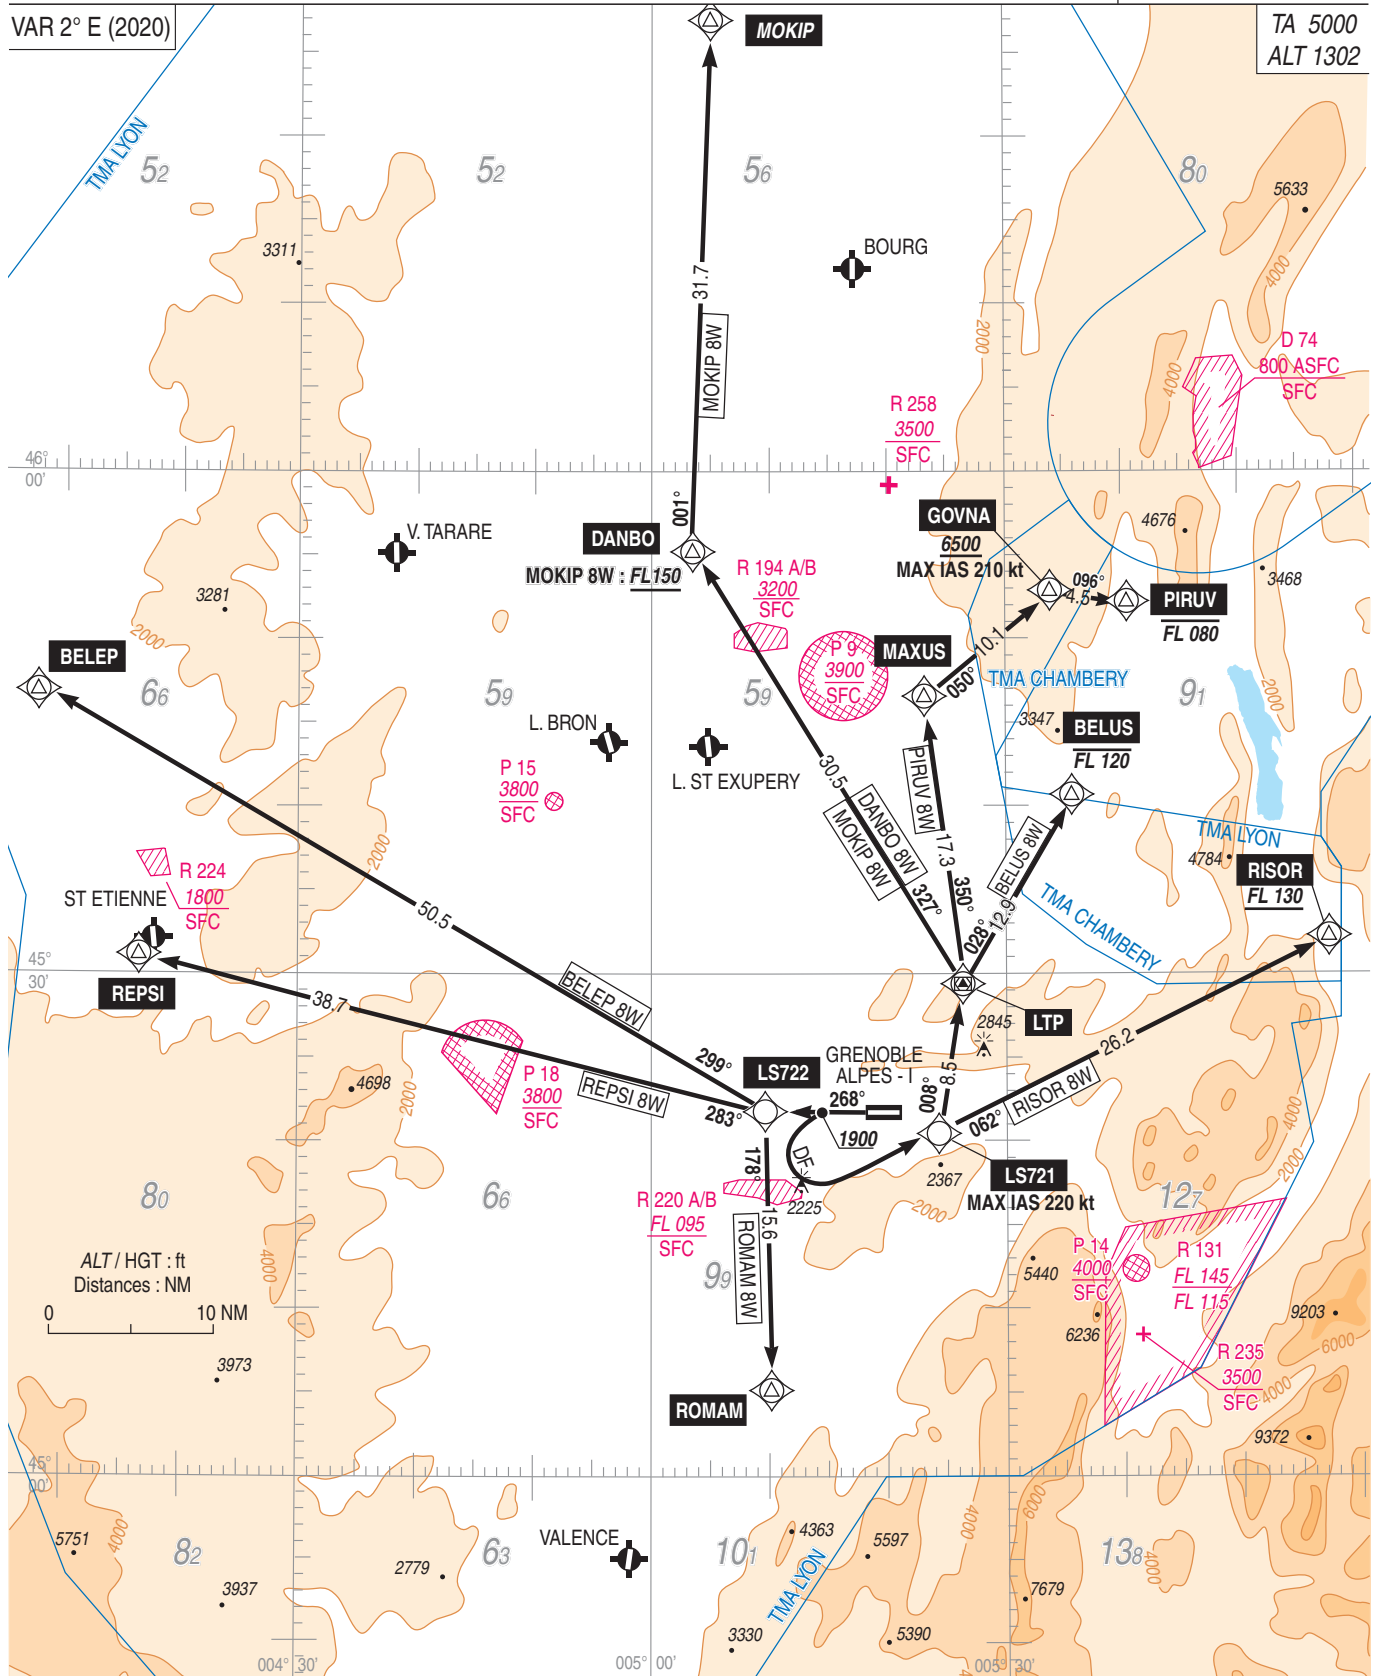 VAR 2° E (2020)
MOKIP
TA 5000
ALT 1302
TMA LYON
52
52
56
80
5633
3311
BOURG
4000
31.7
2000
MOKIP 8W
D 74
800 ASFC
SFC
4000
R 258
3500
SFC
46°
00'
001°
GOVNA
6500
MAX IAS 210 kt
4676
V. TARARE
DANBO
MOKIP 8W : FL150
R 194 A/B
3200
SFC
3468
096°
4.5
PIRUV
FL 080
3281
2000
BELEP
10.1
MAXUS
P 9
3900
SFC
050°
TMA CHAMBERY
66
59
59
91
2000
L. BRON
3347
BELUS
FL 120
L. ST EXUPERY
P 15
3800
SFC
30.5
PIRUV 8W
DANBO 8W
MOKIP 8W
TMA LYON
2000
17.3
BELUS 8W
4784
RISOR
FL 130
R 224
1800
SFC
ST ETIENNE
50.5
327°
350°
12.9
028°
TMA CHAMBERY
45°
30'
REPSI
38.7
BELEP 8W
LTP
2845
26.2
GRENOBLE
ALPES - I
299°
LS722
8.5
P 18
3800
SFC
REPSI 8W
4698
2000
283°
268°
1900
008°
062°
RISOR 8W
4000
2000
178°
DF
2367
LS721
MAX IAS 220 kt
80
66
R 220 A/B
FL 095
SFC
2225
2000
127
15.6
ROMAM 8W
P 14
4000
SFC
R 131
FL 145
FL 115
4000
ALT / HGT : ft
Distances : NM
99
5440
0
10 NM
6236
9203
6000
3973
R 235
3500
SFC
4000
ROMAM
9372
45°
00'
5751
4000
82
VALENCE
63
4363
101
5597
4000
6000
138
4000
2779
3937
TMA LYON
7679
3330
5390
004° 30'
005° 00'
005° 30'